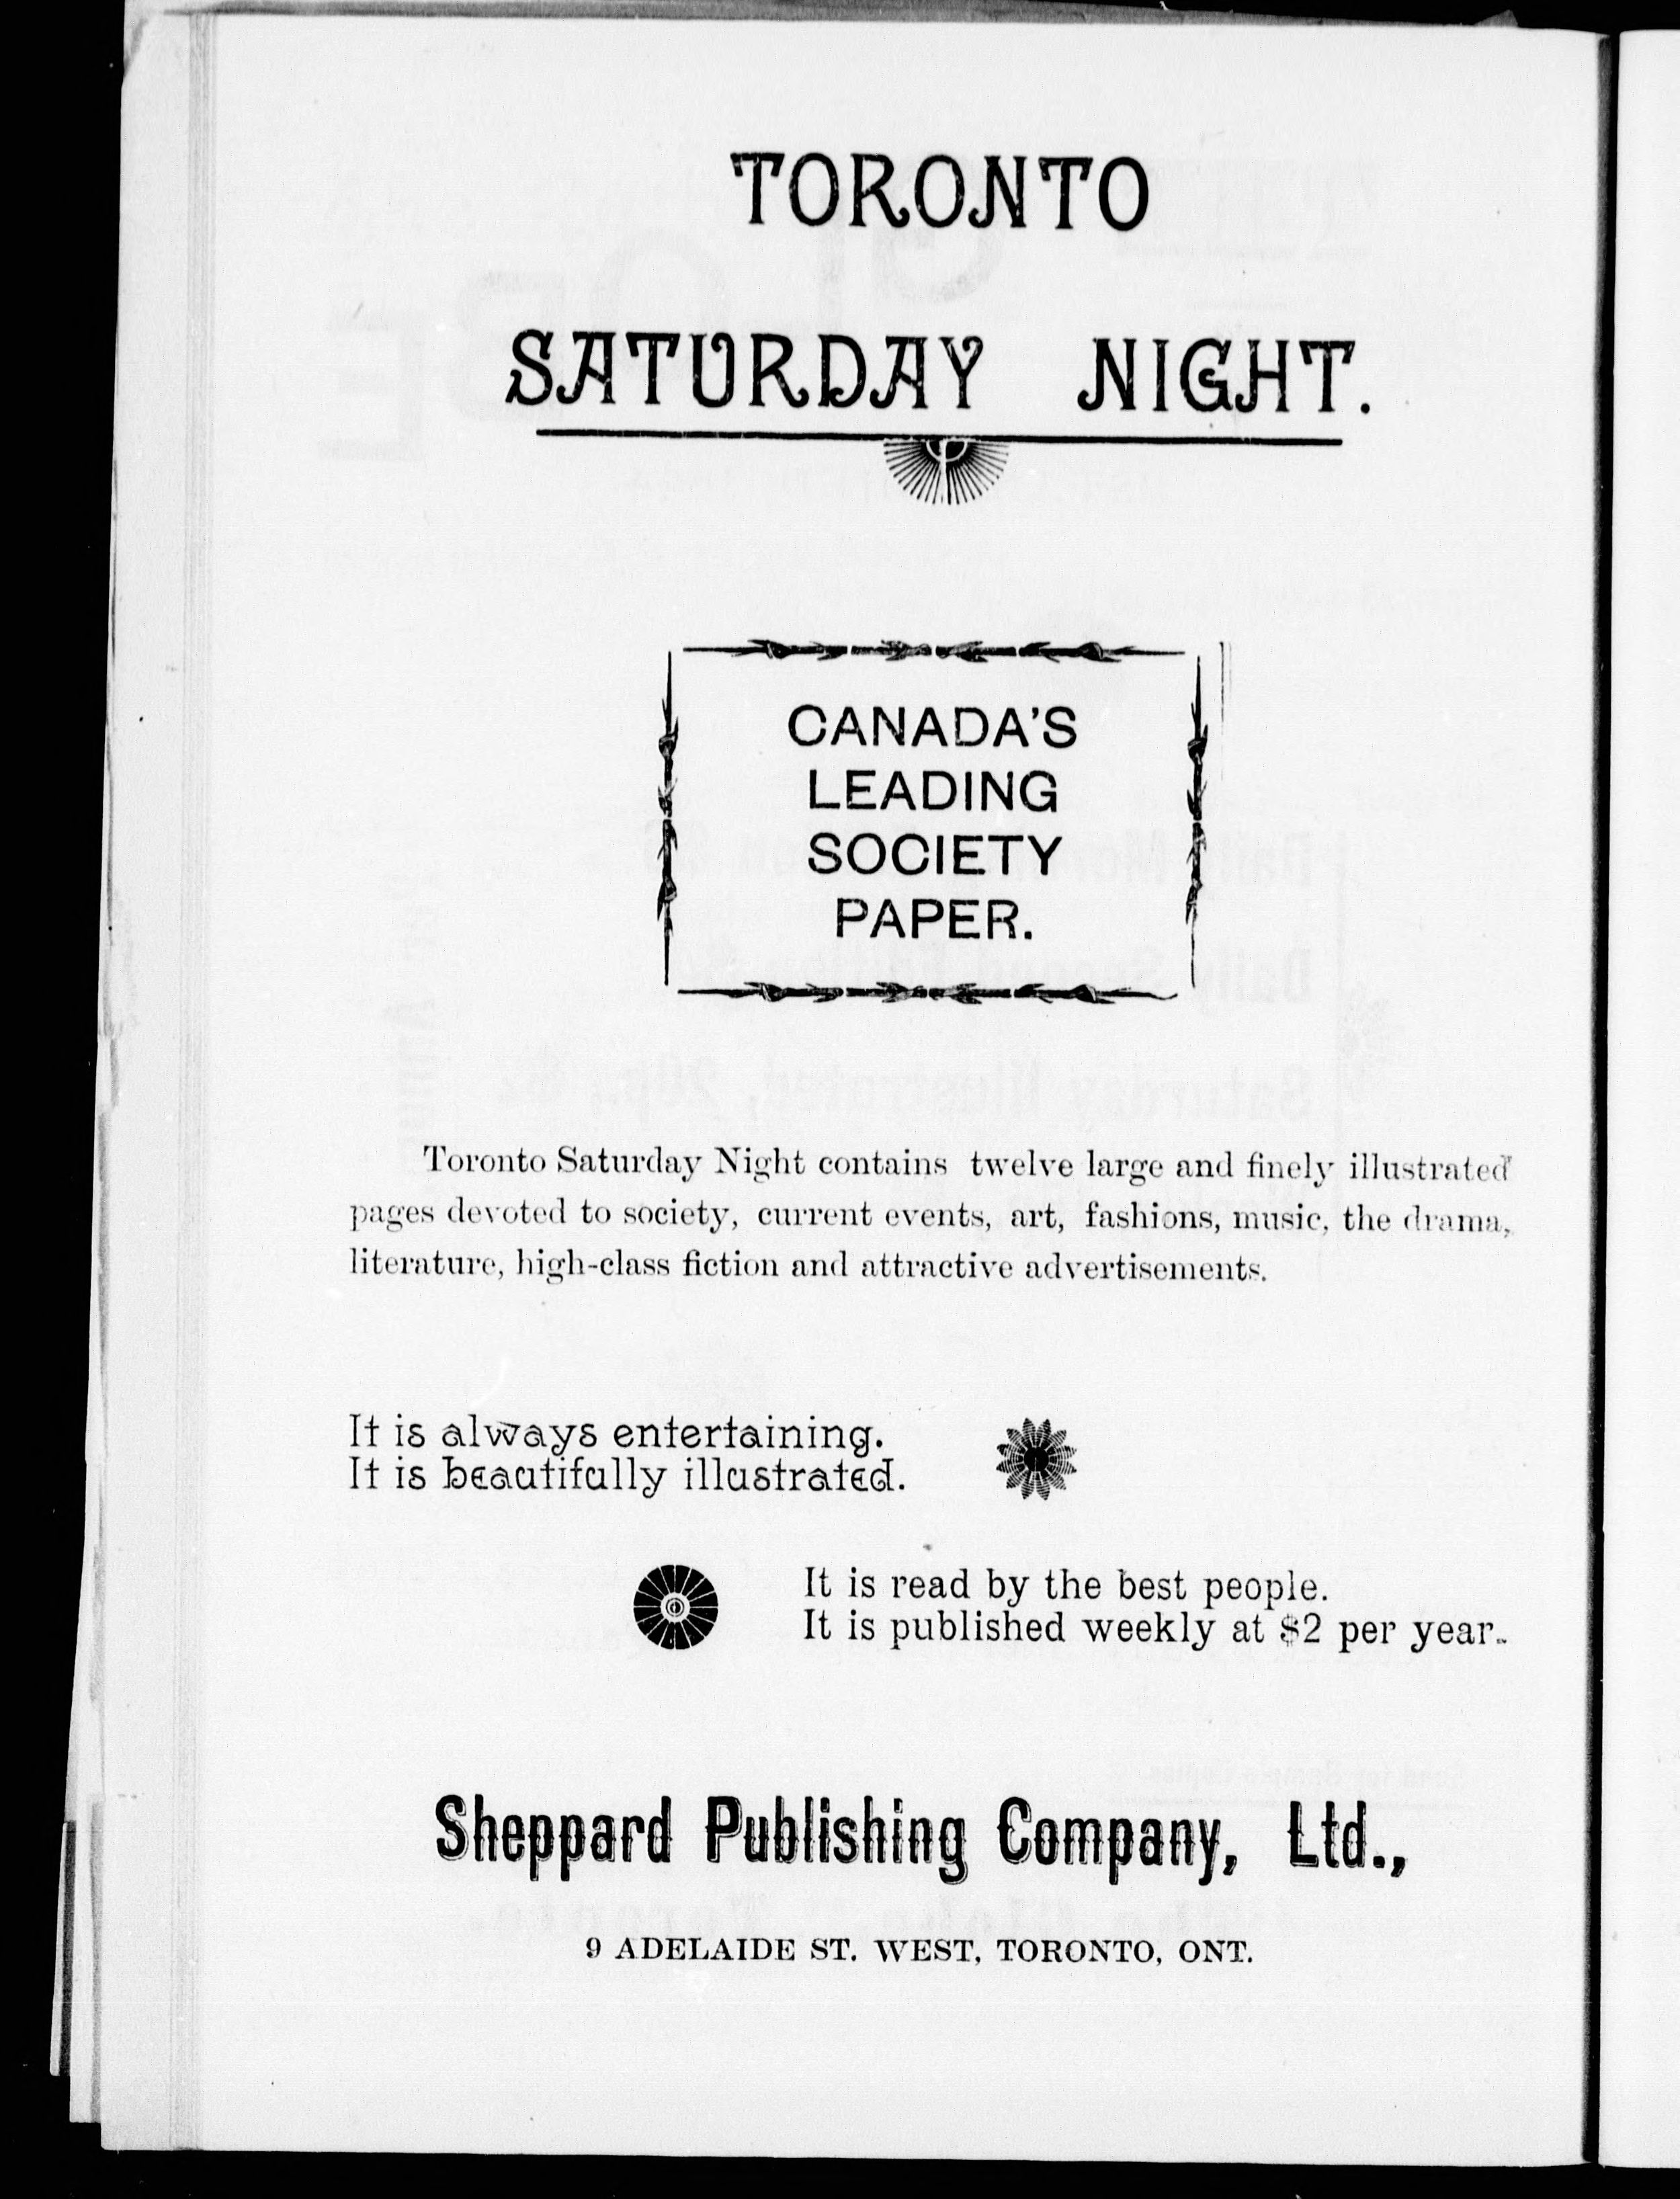 TORONTO
SATURDAY NIGHT.
CANADA'S
LEADING
SOCIETY
PAPER.
Toronto Saturday Night contains twelve large and finely illustrated
pages devoted to society, current events, art, fashions, music, the drama,
literature, high-class fiction and attractive advertisements.
It is always entertaining.
It is beautifully illustrated.
It is read by the best people.
It is published weekly at $2 per year.
Sheppard Publishing Company, Ltd.,
9 ADELAIDE ST. WEST, TORONTO, ONT.